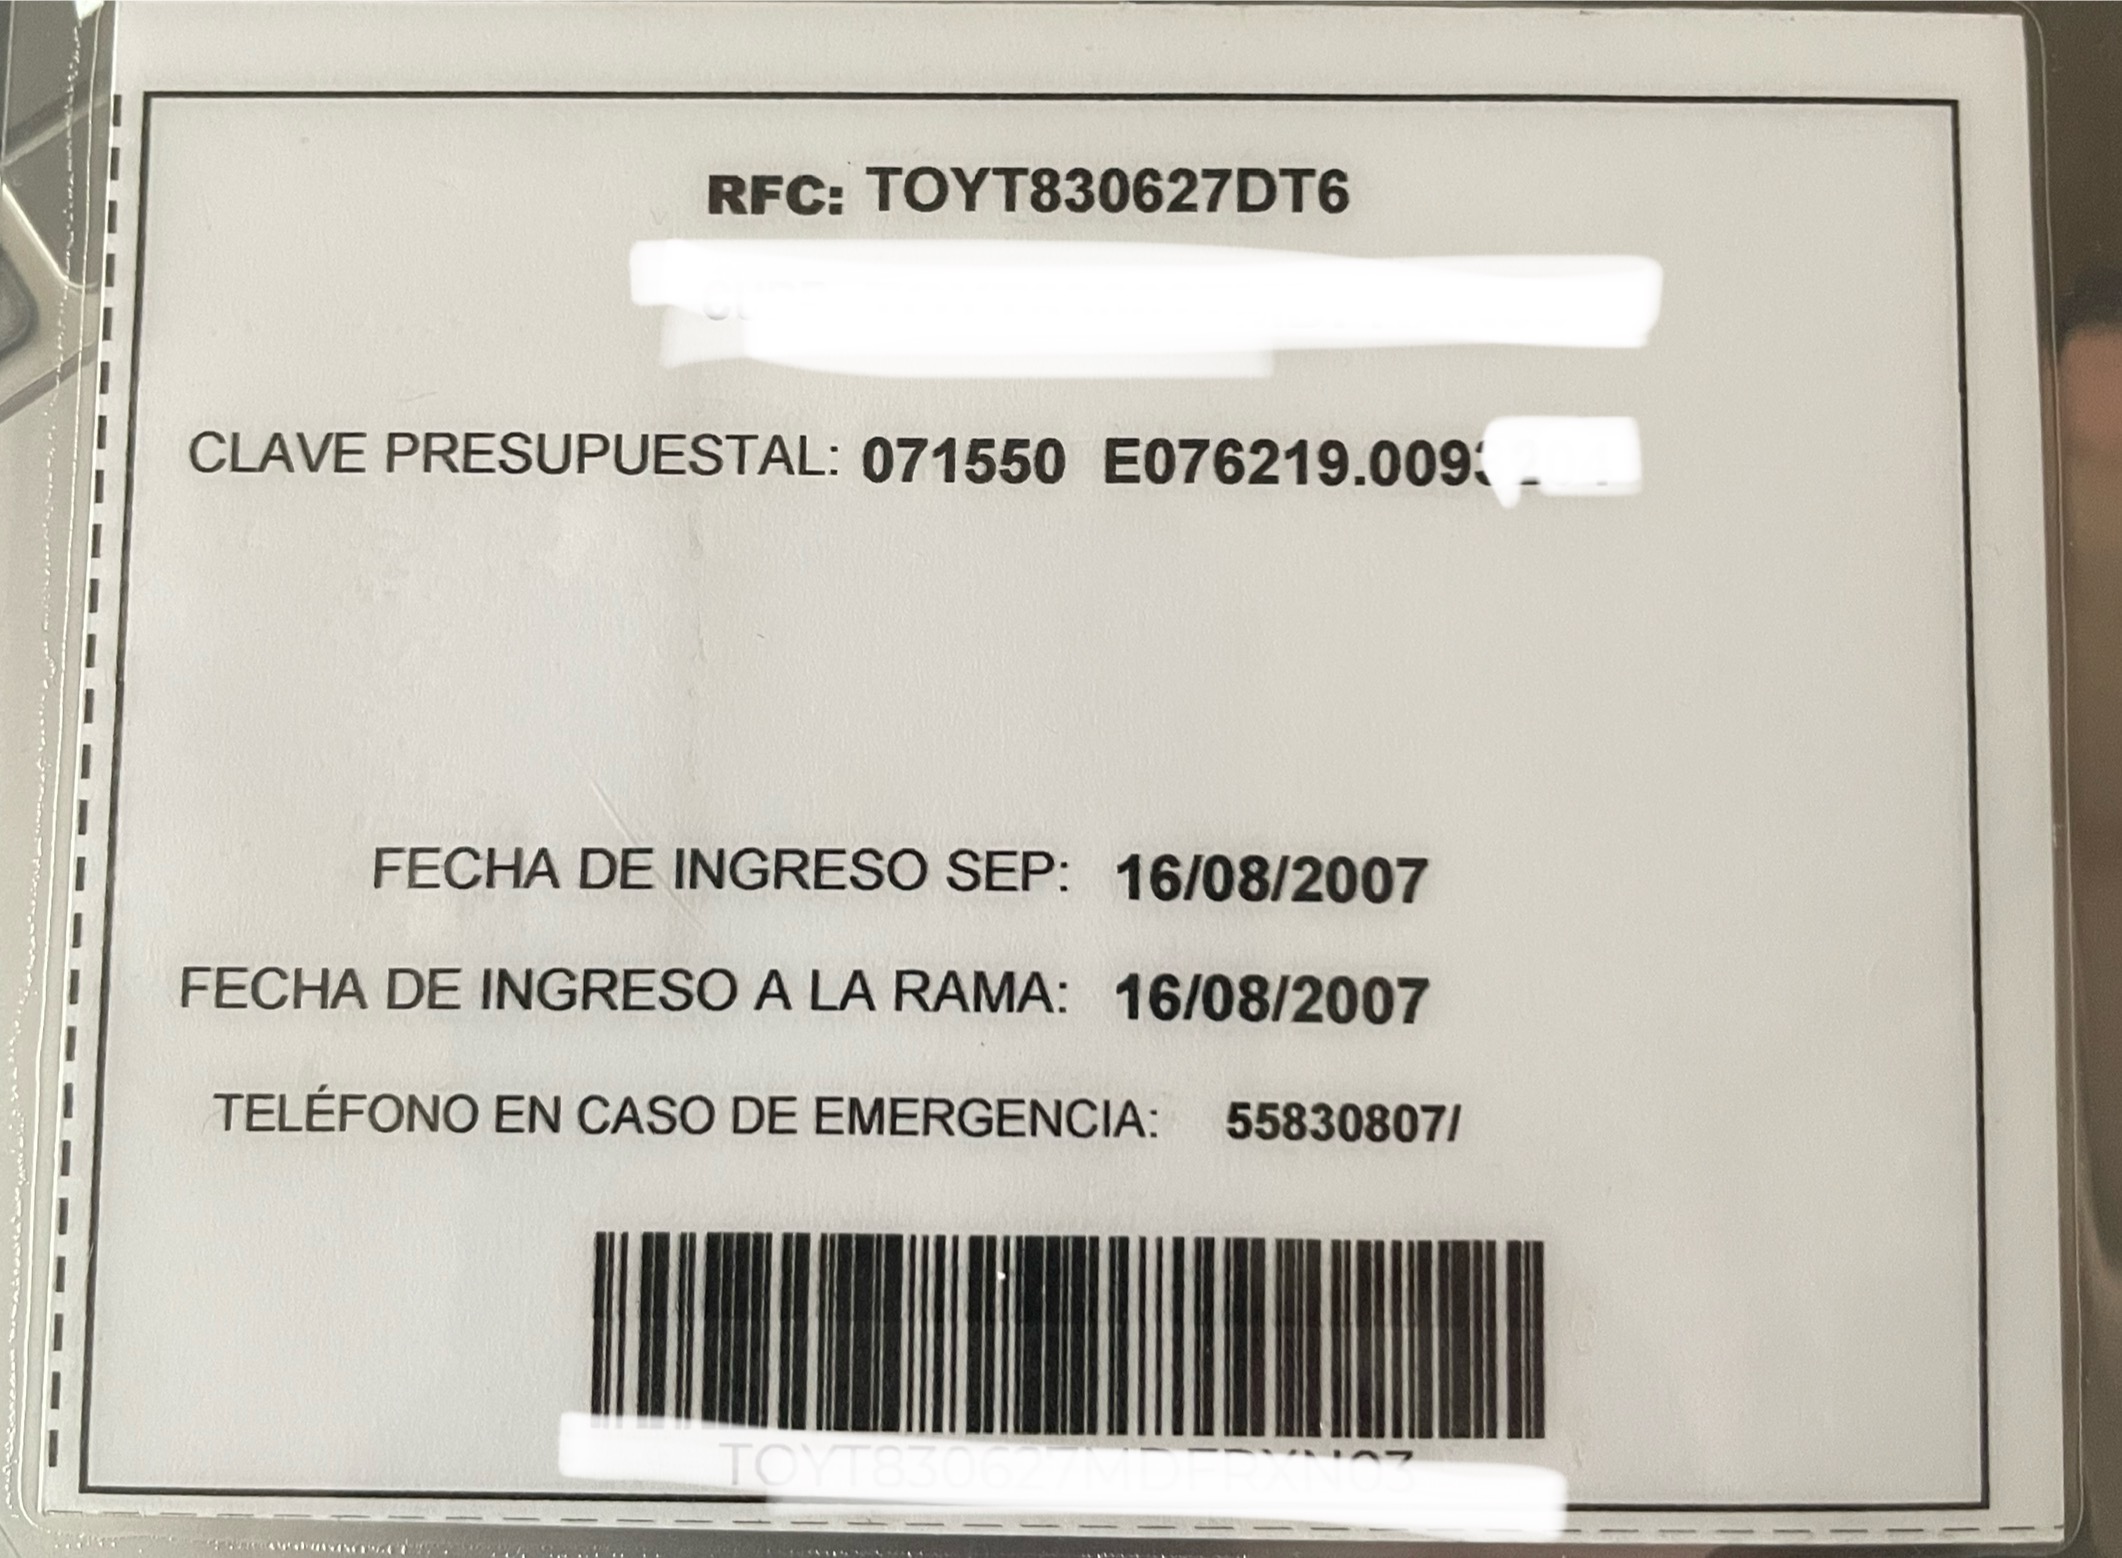 RFC: TOYT830627DT6
CLAVE PRESUPUESTAL: 071550 E076219.009
FECHA DE INGRESO SEP: 16/08/2007
FECHA DE INGRESO A LA RAMA: 16/08/2007
TELÉFONO EN CASO DE EMERGENCIA: 55830807/